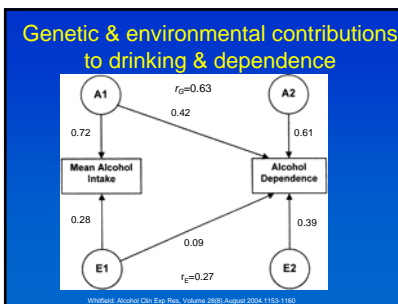 Genetic & environmental contributions
to drinking & dependence
A1
r_G=0.63
A2
0.42
0.72
0.61
Mean Alcohol
Intake
Alcohol
Dependence
0.28
0.39
0.09
E1
r_E=0.27
E2
Whitfield: Alcohol Clin Exp Res, Volume 28(8).August 2004.1153-1160